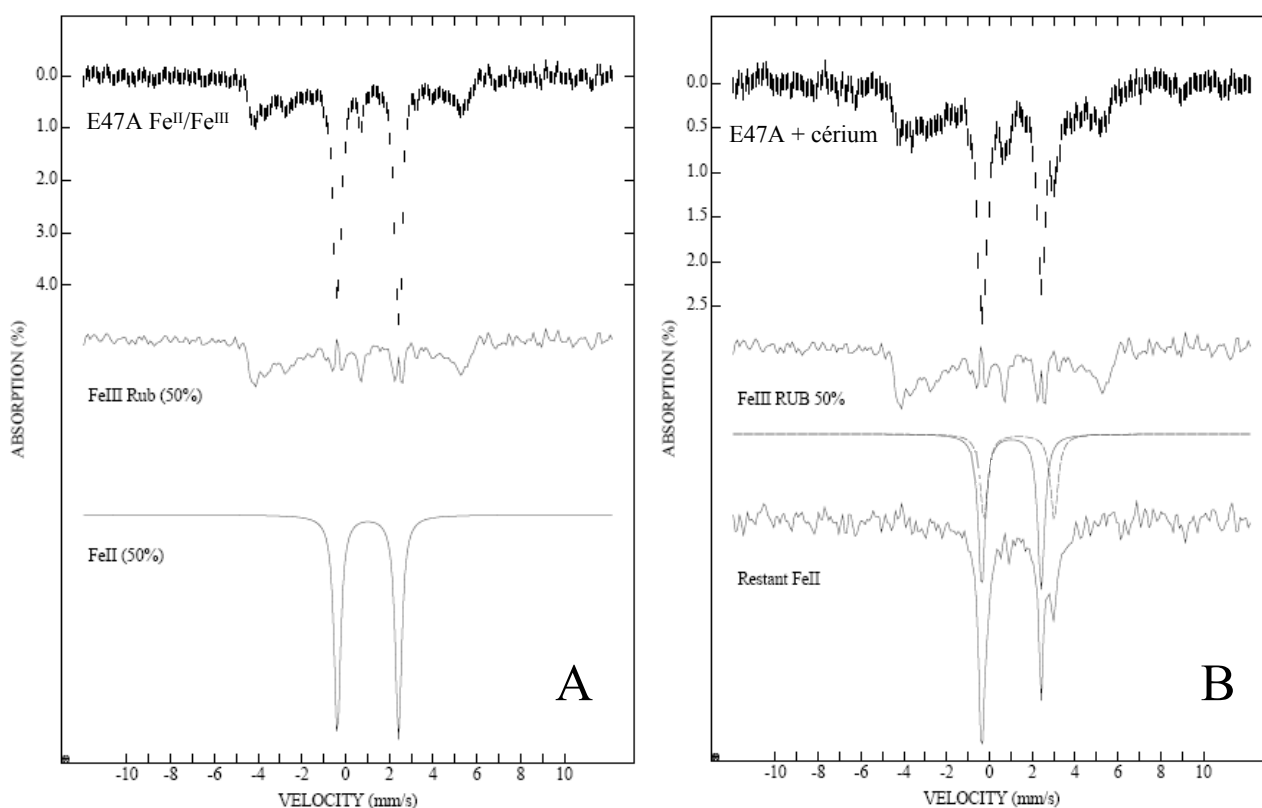 0.0
E47A FeII/FeIII
1.0
2.0
3.0
4.0
ABSORPTION (%)
FeIII Rub (50%)
FeII (50%)
A
-10 -8 -6 -4 -2 0 2 4 6 8 10
VELOCITY (mm/s)
0.0
0.5
E47A + cérium
1.0
1.5
2.0
2.5
ABSORPTION (%)
FeIII RUB 50%
Restant FeII
B
-10 -8 -6 -4 -2 0 2 4 6 8 10
VELOCITY (mm/s)